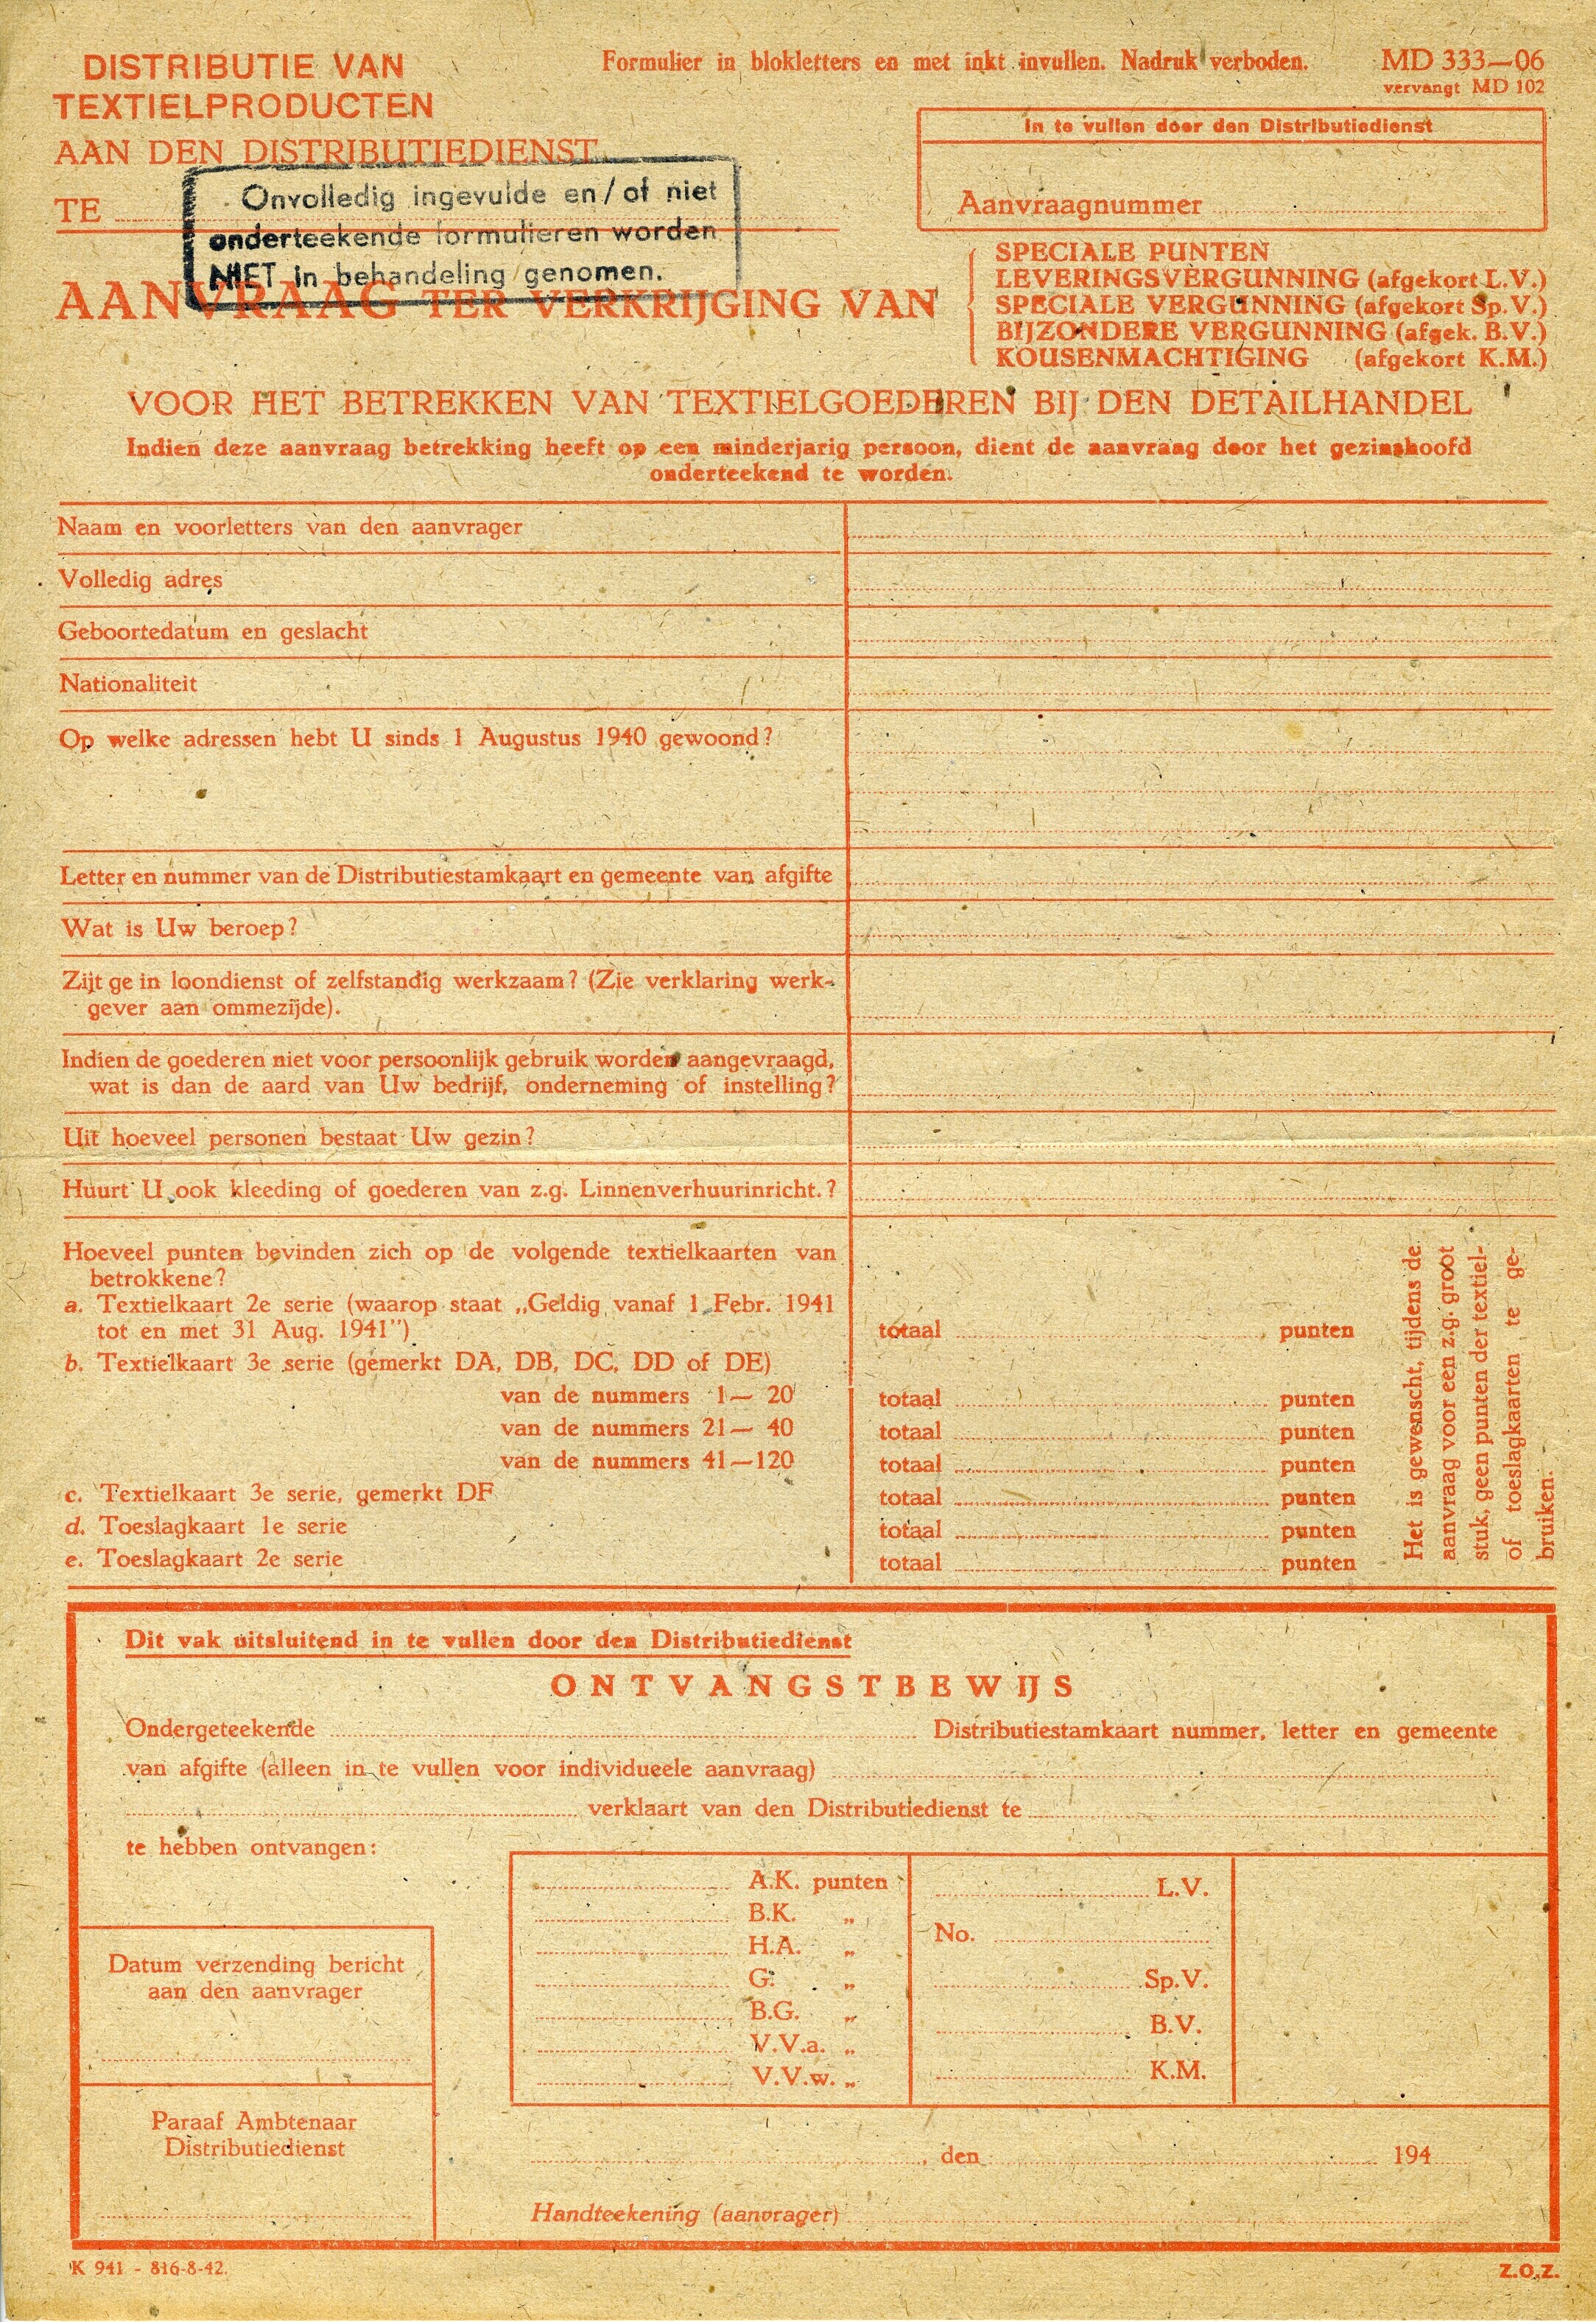 DISTRIBUTIE VAN
TEXTIELPRODUCTEN
AAN DEN DISTRIBUTIEDIENST
TE
Formulier in blokletters en met inkt invullen. Nadruk verboden.
MD 333—06
vervangt MD 102
In te vullen door den Distributiedienst
Aanvraagnummer
Onvolledig ingevulde en/of niet
onderteekende formulieren worden
NIET in behandeling genomen.
AANVRAAG TER VERKRIJGING VAN
SPECIALE PUNTEN
LEVERINGSVERGUNNING (afgekort L.V.)
SPECIALE VERGUNNING (afgekort Sp.V.)
BIJZONDERE VERGUNNING (afgek. B.V.)
KOUSENMACHTIGING (afgekort K.M.)
VOOR HET BETREKKEN VAN TEXTIELGOEDEREN BIJ DEN DETAILHANDEL
Indien deze aanvraag betrekking heeft op een minderjarig persoon, dient de aanvraag door het gezinshoofd
onderteekend te worden.
Naam en voorletters van den aanvrager
Volledig adres
Geboortedatum en geslacht
Nationaliteit
Op welke adressen hebt U sinds 1 Augustus 1940 gewoond?
Letter en nummer van de Distributiestamkaart en gemeente van afgifte
Wat is Uw beroep?
Zijt ge in loondienst of zelfstandig werkzaam? (Zie verklaring werk-
gever aan ommezijde).
Indien de goederen niet voor persoonlijk gebruik worden aangevraagd,
wat is dan de aard van Uw bedrijf, onderneming of instelling?
Uit hoeveel personen bestaat Uw gezin?
Huurt U ook kleeding of goederen van z.g. Linnenverhuurinricht.?
Hoeveel punten bevinden zich op de volgende textielkaarten van
betrokkene?
a. Textielkaart 2e serie (waarop staat „Geldig vanaf 1 Febr. 1941
tot en met 31 Aug. 1941”) totaal punten
b. Textielkaart 3e serie (gemerkt DA, DB, DC, DD of DE)
van de nummers 1— 20 totaal punten
van de nummers 21— 40 totaal punten
van de nummers 41—120 totaal punten
c. Textielkaart 3e serie, gemerkt DF totaal punten
d. Toeslagkaart 1e serie totaal punten
e. Toeslagkaart 2e serie totaal punten
Het is gewenscht, tijdens de
aanvraag voor een z.g. groot
stuk, geen punten der textiel-
of toeslagkaarten te ge-
bruiken.
Dit vak uitsluitend in te vullen door den Distributiedienst
ONTVANGSTBEWIJS
Ondergeteekende Distributiestamkaart nummer, letter en gemeente
van afgifte (alleen in te vullen voor individueele aanvraag)
verklaart van den Distributiedienst te
te hebben ontvangen:
A.K. punten
B.K. „
H.A. „
G. „
B.G. „
V.V.a. „
V.V.w. „
L.V.
No.
Sp.V.
B.V.
K.M.
Datum verzending bericht
aan den aanvrager
Paraaf Ambtenaar
Distributiedienst
, den 194
Handteekening (aanvrager)
K 941 - 816-8-42.
Z.O.Z.